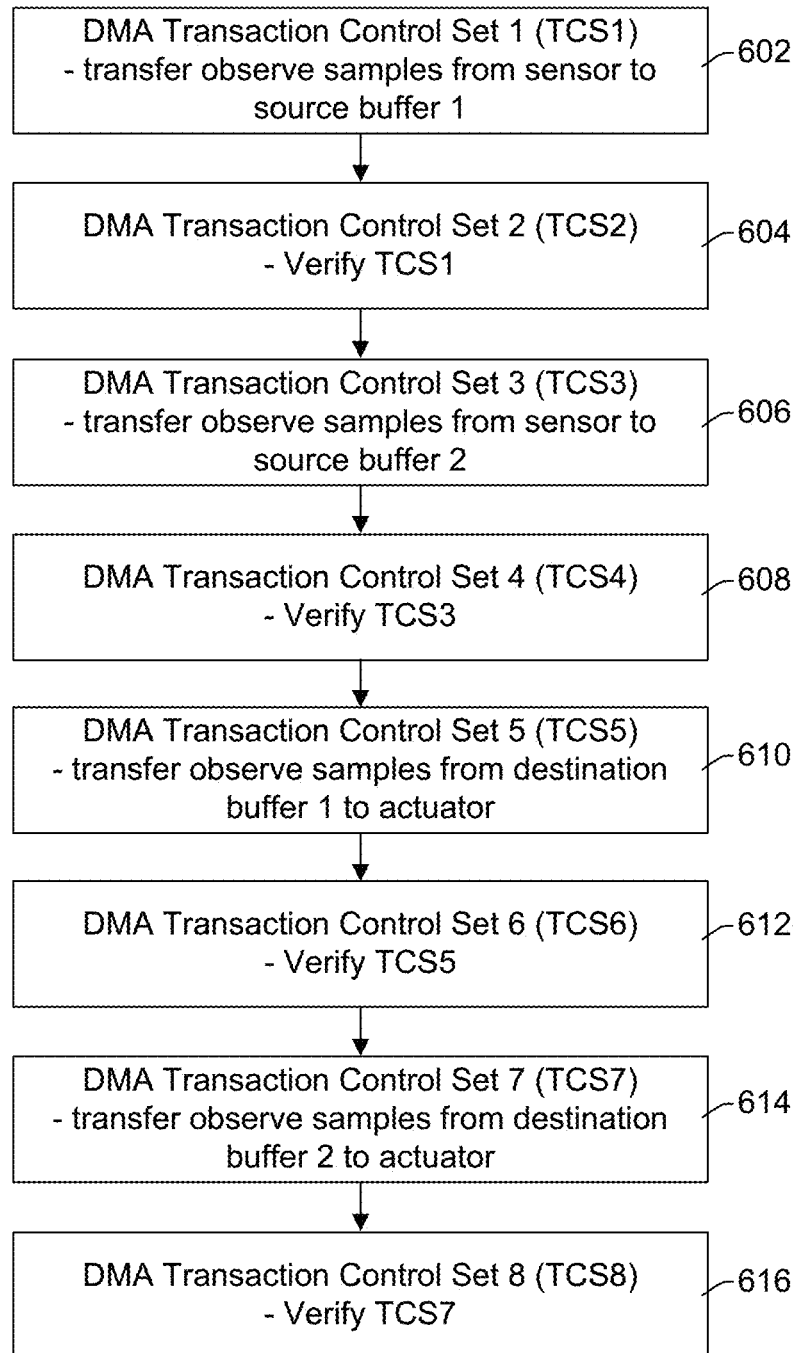 DMA Transaction Control Set 1 (TCS1)
- transfer observe samples from sensor to
source buffer 1
602
DMA Transaction Control Set 2 (TCS2)
- Verify TCS1
604
DMA Transaction Control Set 3 (TCS3)
- transfer observe samples from sensor to
source buffer 2
606
DMA Transaction Control Set 4 (TCS4)
- Verify TCS3
608
DMA Transaction Control Set 5 (TCS5)
- transfer observe samples from destination
buffer 1 to actuator
610
DMA Transaction Control Set 6 (TCS6)
- Verify TCS5
612
DMA Transaction Control Set 7 (TCS7)
- transfer observe samples from destination
buffer 2 to actuator
614
DMA Transaction Control Set 8 (TCS8)
- Verify TCS7
616